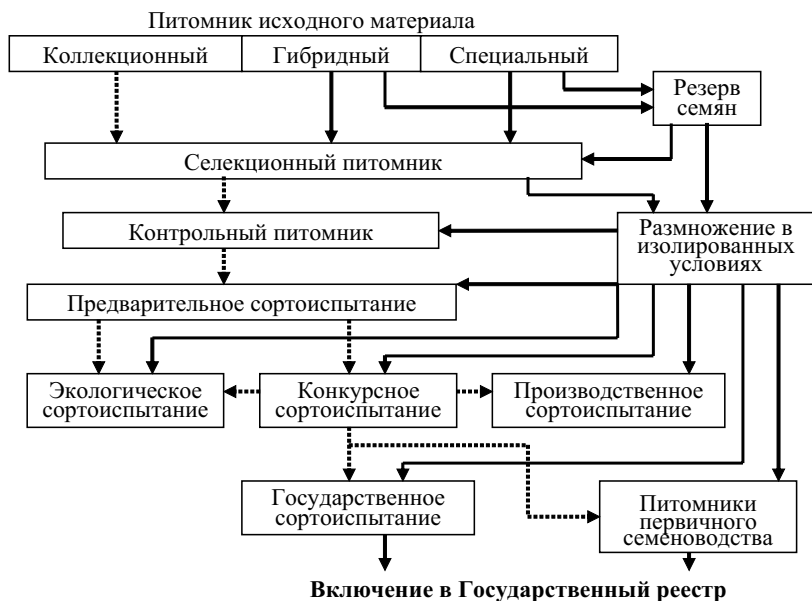 Питомник исходного материала
Коллекционный
Гибридный
Специальный
Резерв
семян
Селекционный питомник
Контрольный питомник
Размножение в
изолированных
условиях
Предварительное сортоиспытание
Экологическое
сортоиспытание
Конкурсное
сортоиспытание
Производственное
сортоиспытание
Государственное
сортоиспытание
Питомники
первичного
семеноводства
Включение в Государственный реестр